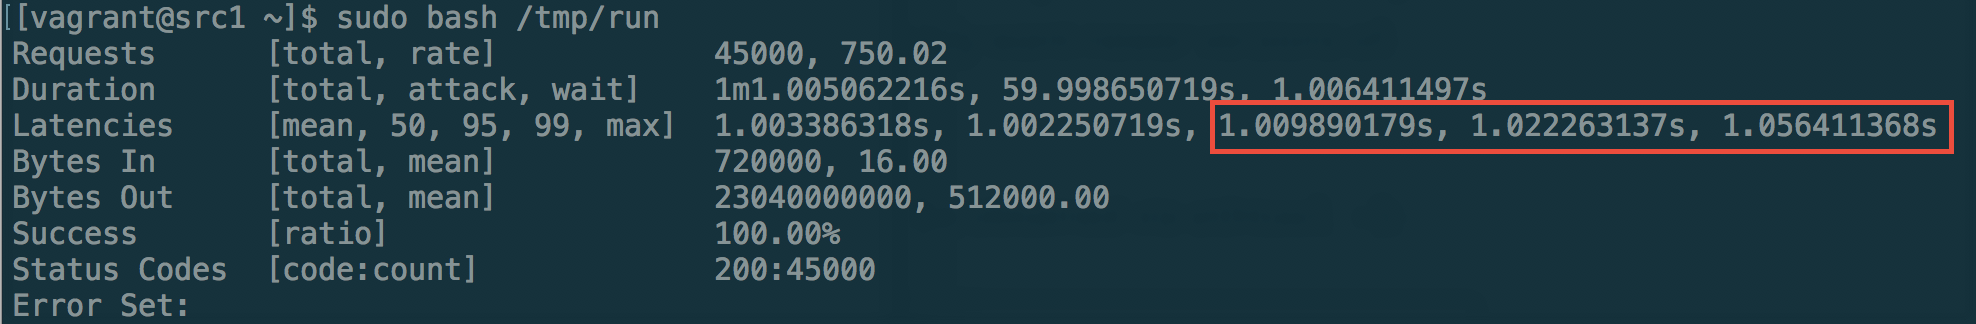 [[vagrant@src1 ~]$ sudo bash /tmp/run
Requests      [total, rate]            45000, 750.02
Duration      [total, attack, wait]    1m1.005062216s, 59.998650719s, 1.006411497s
Latencies     [mean, 50, 95, 99, max]  1.003386318s, 1.002250719s, 1.009890179s, 1.022263137s, 1.056411368s
Bytes In      [total, mean]            720000, 16.00
Bytes Out     [total, mean]            23040000000, 512000.00
Success       [ratio]                  100.00%
Status Codes  [code:count]             200:45000
Error Set: